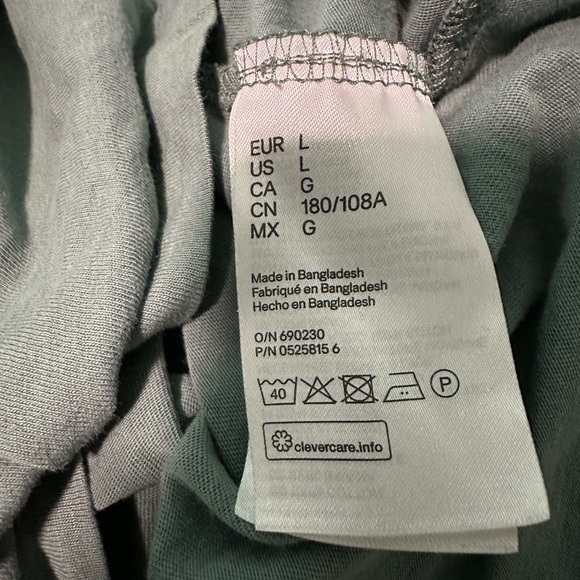 EUR L
US L
CA G
CN 180/108A
MX G
Made in Bangladesh
Fabriqué en Bangladesh
Hecho en Bangladesh
O/N 690230
P/N 0525815 6
40 P
clevercare.info